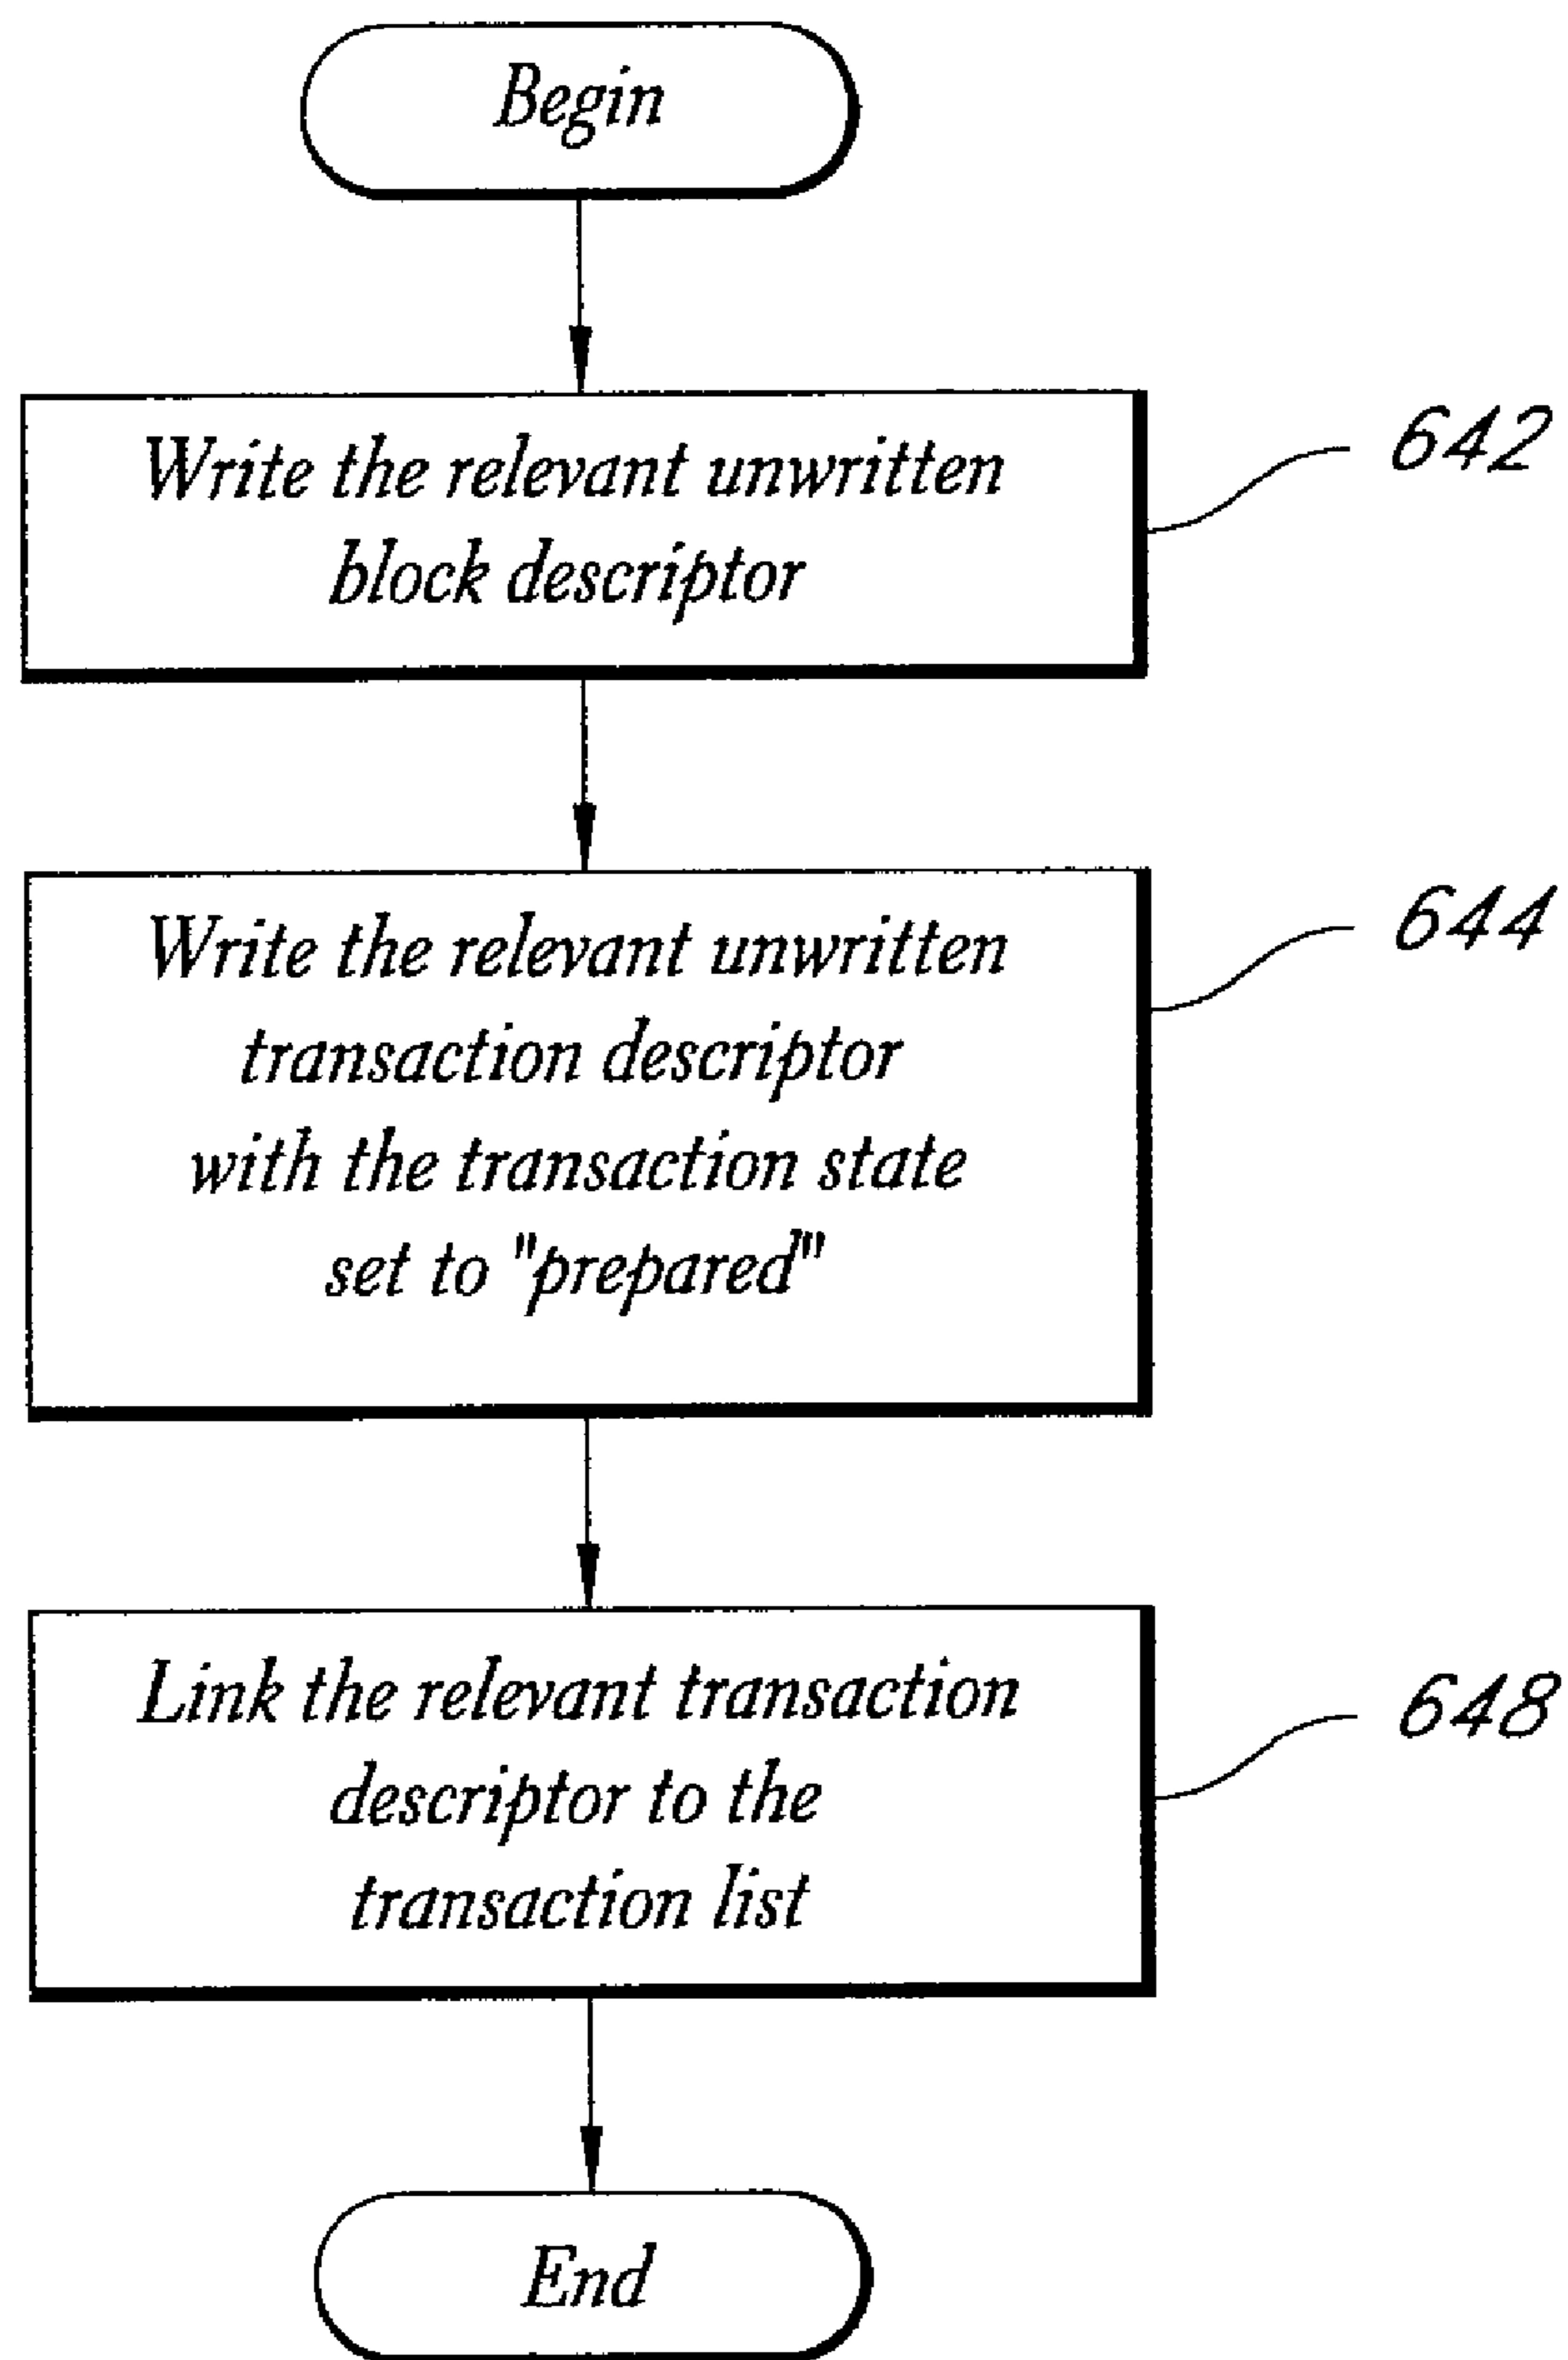 Begin
Write the relevant unwritten
block descriptor
642
Write the relevant unwritten
transaction descriptor
with the transaction state
set to "prepared"
644
Link the relevant transaction
descriptor to the
transaction list
648
End